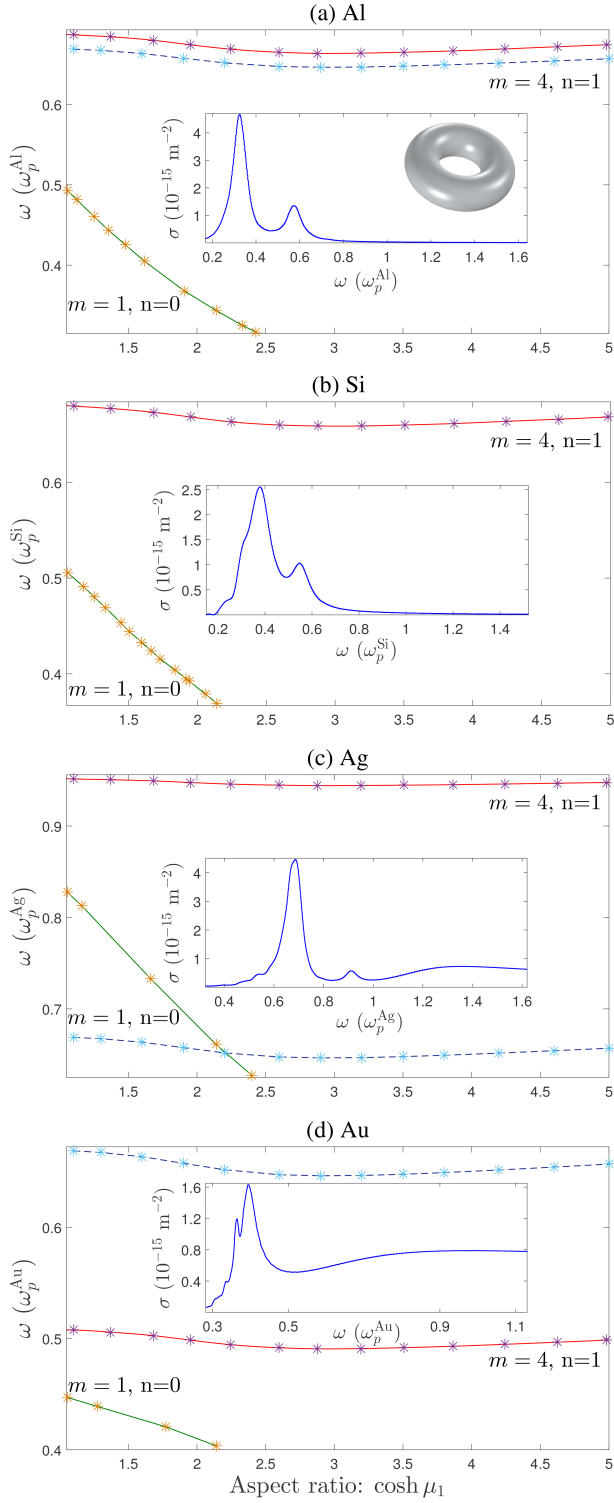 (a) Al
ω (ω_p^Al)
0.6
0.5
0.4
m = 4, n=1
m = 1, n=0
σ (10⁻¹⁵ m⁻²)
4
3
2
1
0.2 0.4 0.6 0.8 1 1.2 1.4 1.6
ω (ω_p^Al)
1.5 2 2.5 3 3.5 4 4.5 5
(b) Si
ω (ω_p^Si)
0.6
0.5
0.4
m = 4, n=1
m = 1, n=0
σ (10⁻¹⁵ m⁻²)
2.5
2
1.5
1
0.5
0.2 0.4 0.6 0.8 1 1.2 1.4
ω (ω_p^Si)
1.5 2 2.5 3 3.5 4 4.5 5
(c) Ag
ω (ω_p^Ag)
0.9
0.8
0.7
m = 4, n=1
m = 1, n=0
σ (10⁻¹⁵ m⁻²)
4
3
2
1
0.4 0.6 0.8 1 1.2 1.4 1.6
ω (ω_p^Ag)
1.5 2 2.5 3 3.5 4 4.5 5
(d) Au
ω (ω_p^Au)
0.6
0.5
0.4
m = 4, n=1
m = 1, n=0
σ (10⁻¹⁵ m⁻²)
1.6
1.2
0.8
0.4
0.3 0.5 0.9 1.1
ω (ω_p^Au)
1.5 2 2.5 3 3.5 4 4.5 5
Aspect ratio: cosh μ₁